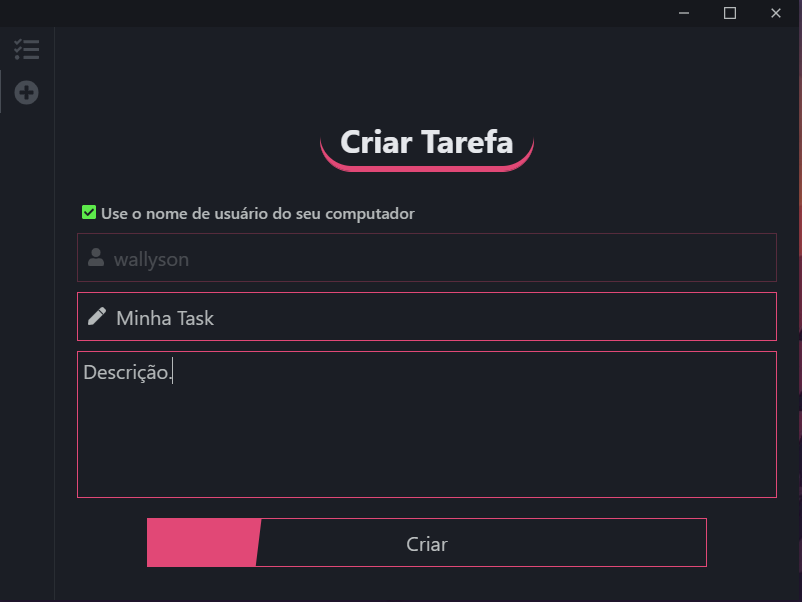 Criar Tarefa
Use o nome de usuário do seu computador
wallyson
Minha Task
Descrição.
Criar